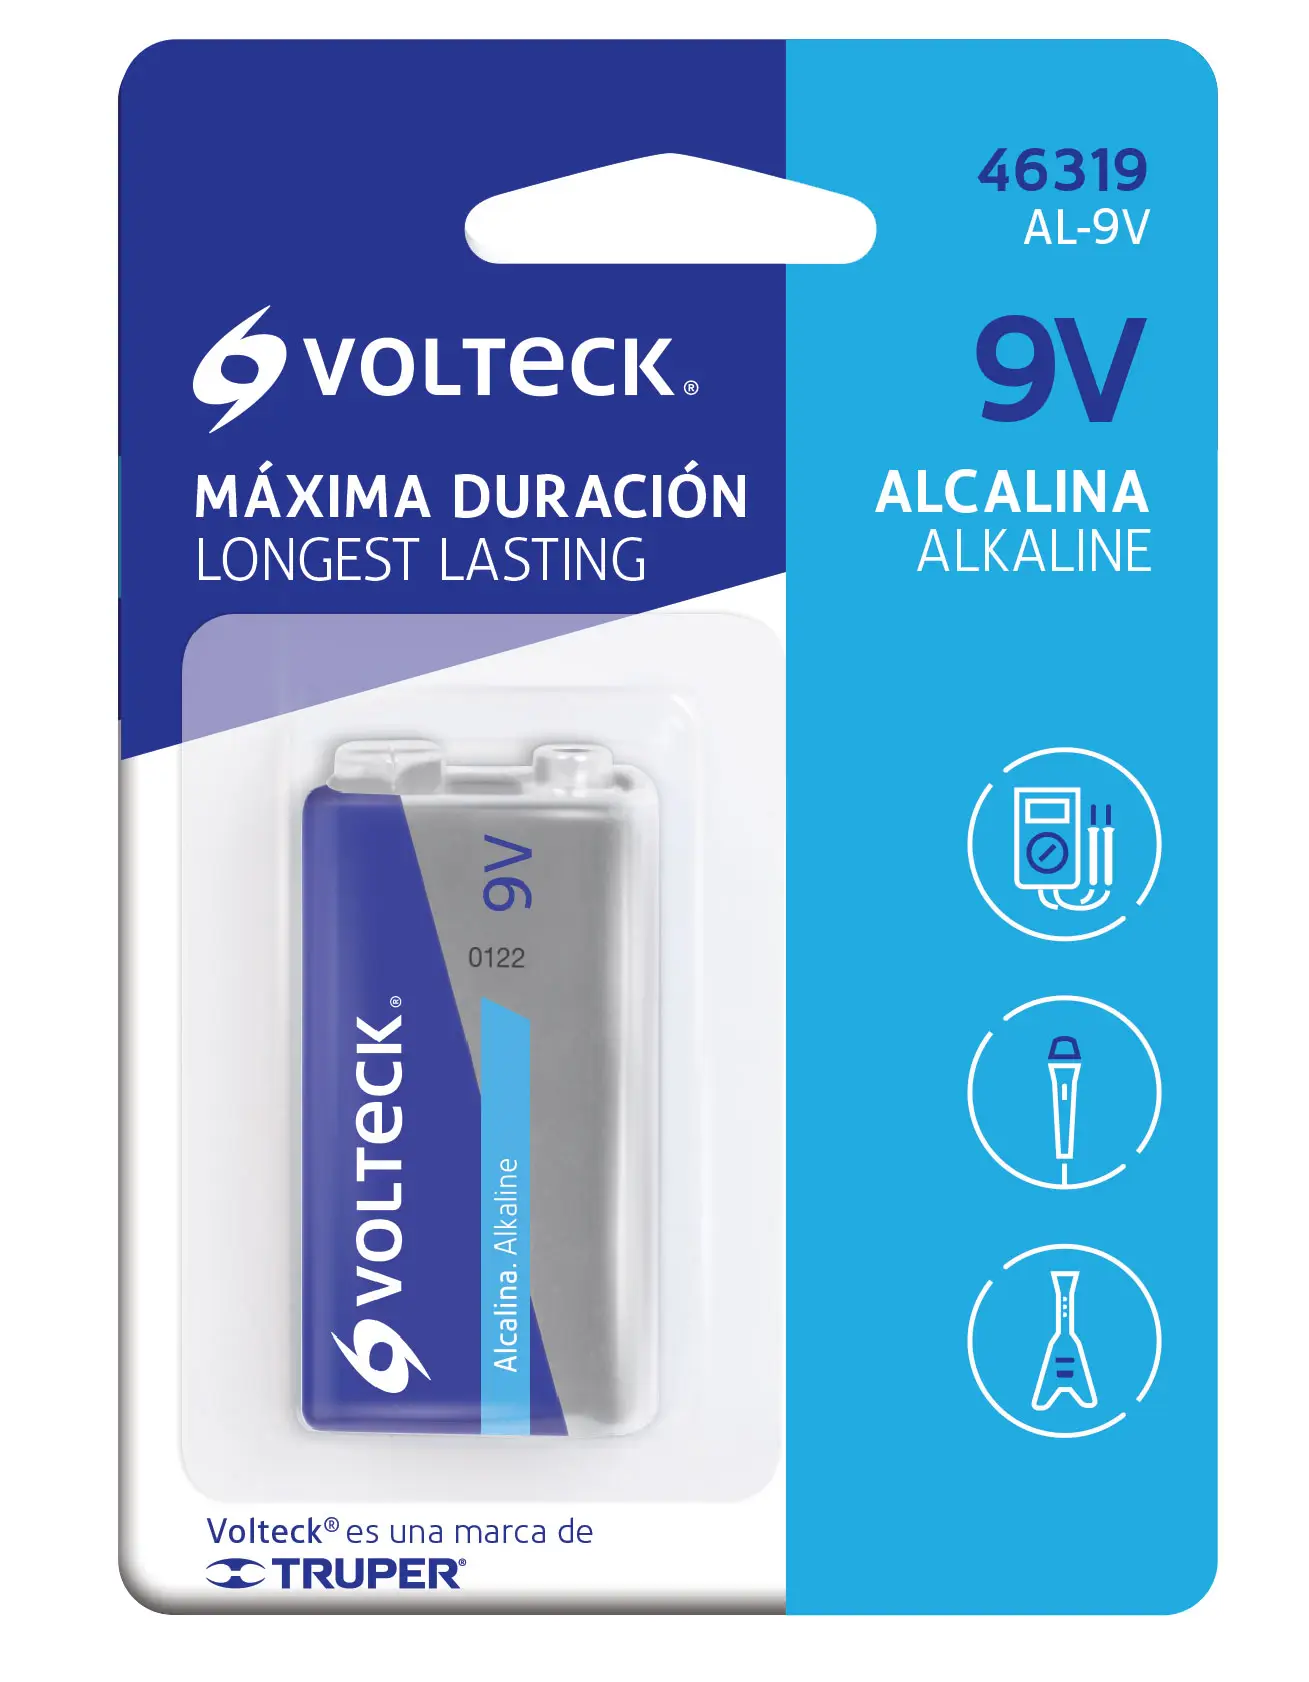 46319
AL-9V
VOLTECK®
9V
MÁXIMA DURACIÓN
LONGEST LASTING
ALCALINA
ALKALINE
9V
0122
VOLTECK®
Alcalina. Alkaline
Volteck® es una marca de
TRUPER®